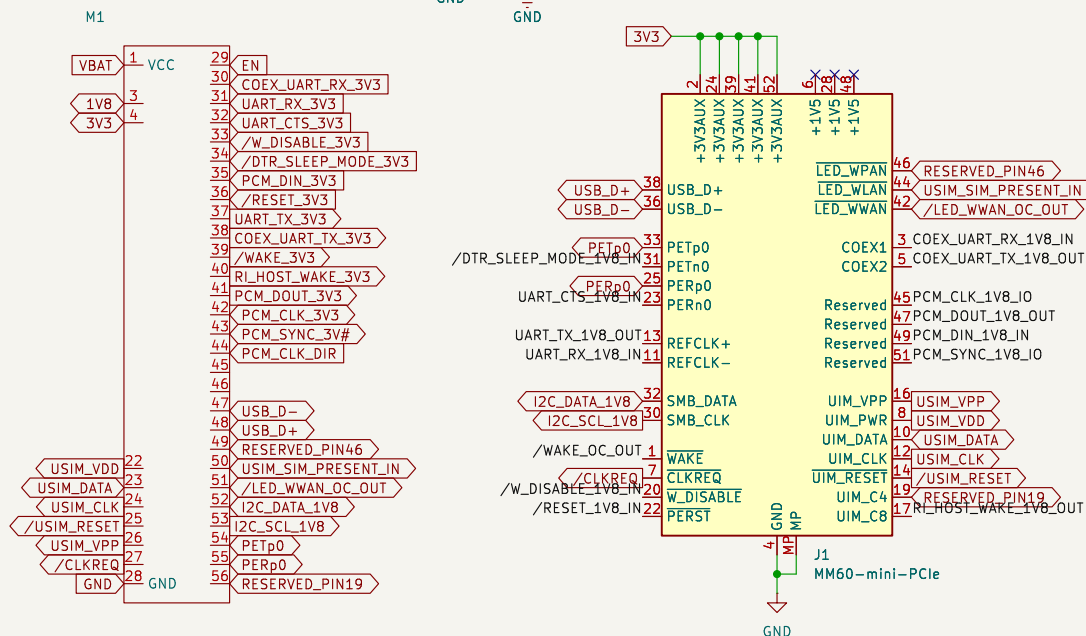 GND
GND
M1
VBAT 1 VCC
1V8 3
3V3 4
USIM_VDD 22
USIM_DATA 23
USIM_CLK 24
/USIM_RESET 25
USIM_VPP 26
/CLKREQ 27
GND 28 GND
29 EN
30 COEX_UART_RX_3V3
31 UART_RX_3V3
32 UART_CTS_3V3
33 /W_DISABLE_3V3
34 /DTR_SLEEP_MODE_3V3
35 PCM_DIN_3V3
36 /RESET_3V3
37 UART_TX_3V3
38 COEX_UART_TX_3V3
39 /WAKE_3V3
40 RI_HOST_WAKE_3V3
41 PCM_DOUT_3V3
42 PCM_CLK_3V3
43 PCM_SYNC_3V#
44 PCM_CLK_DIR
45
46
47 USB_D-
48 USB_D+
49 RESERVED_PIN46
50 USIM_SIM_PRESENT_IN
51 /LED_WWAN_OC_OUT
52 I2C_DATA_1V8
53 I2C_SCL_1V8
54 PETp0
55 PERp0
56 RESERVED_PIN19
3V3
2 24 39 41 52 6 28 48
+3V3AUX +3V3AUX +3V3AUX +3V3AUX +3V3AUX +1V5 +1V5 +1V5
USB_D+ 38 USB_D+
USB_D- 36 USB_D-
PETp0 33 PETp0
/DTR_SLEEP_MODE_1V8_IN 31 PETn0
PERp0 25 PERp0
UART_CTS_1V8_IN 23 PERn0
UART_TX_1V8_OUT 13 REFCLK+
UART_RX_1V8_IN 11 REFCLK-
I2C_DATA_1V8 32 SMB_DATA
I2C_SCL_1V8 30 SMB_CLK
/WAKE_OC_OUT 1 WAKE
/CLKREQ 7 CLKREQ
/W_DISABLE_1V8_IN 20 W_DISABLE
/RESET_1V8_IN 22 PERST
LED_WPAN 46 RESERVED_PIN46
LED_WLAN 44 USIM_SIM_PRESENT_IN
LED_WWAN 42 /LED_WWAN_OC_OUT
COEX1 3 COEX_UART_RX_1V8_IN
COEX2 5 COEX_UART_TX_1V8_OUT
Reserved 45 PCM_CLK_1V8_IO
Reserved 47 PCM_DOUT_1V8_OUT
Reserved 49 PCM_DIN_1V8_IN
Reserved 51 PCM_SYNC_1V8_IO
UIM_VPP 16 USIM_VPP
UIM_PWR 8 USIM_VDD
UIM_DATA 10 USIM_DATA
UIM_CLK 12 USIM_CLK
UIM_RESET 14 /USIM_RESET
UIM_C4 19 RESERVED_PIN19
UIM_C8 17 RI_HOST_WAKE_1V8_OUT
GND MP
4 MP
J1
MM60-mini-PCIe
GND